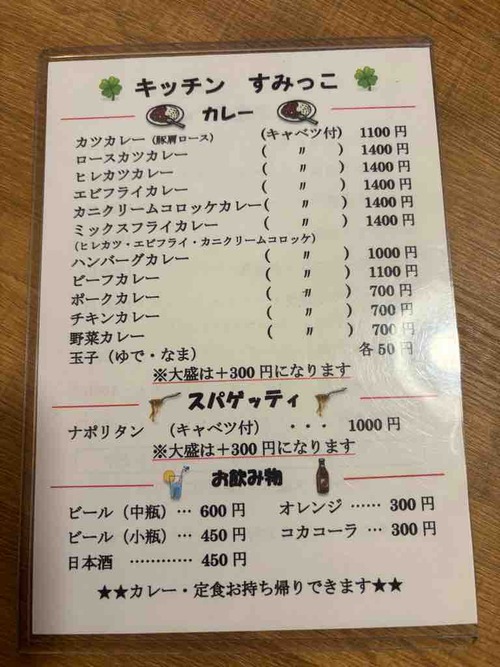 キッチン すみっこ
カレー
カツカレー(豚肩ロース) (キャベツ付) 1100円
ロースカツカレー ( 〃 ) 1400円
ヒレカツカレー ( 〃 ) 1400円
エビフライカレー ( 〃 ) 1400円
カニクリームコロッケカレー( 〃 ) 1400円
ミックスフライカレー ( 〃 ) 1400円
(ヒレカツ・エビフライ・カニクリームコロッケ)
ハンバーグカレー ( 〃 ) 1000円
ビーフカレー ( 〃 ) 1100円
ポークカレー ( 〃 ) 700円
チキンカレー ( 〃 ) 700円
野菜カレー ( 〃 ) 700円
玉子(ゆで・なま) 各50円
※大盛は+300円になります
スパゲッティ
ナポリタン (キャベツ付) ・・・ 1000円
※大盛は+300円になります
お飲み物
ビール(中瓶)… 600円 オレンジ …… 300円
ビール(小瓶)… 450円 コカコーラ … 300円
日本酒 ………… 450円
★★カレー・定食お持ち帰りできます★★